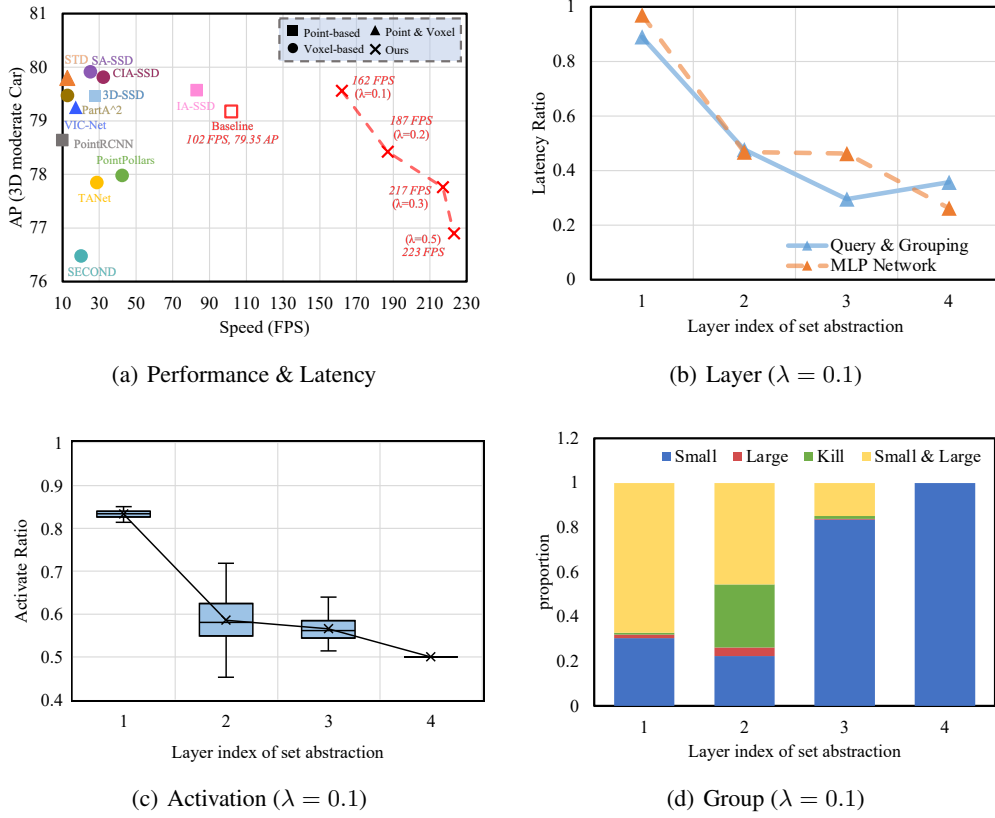 AP (3D moderate Car)
80
79
78
77
76
Point-based
Point & Voxel
Voxel-based
Ours
STD
SA-SSD
CIA-SSD
3D-SSD
PartA^2
VIC-Net
PointRCNN
PointPollars
TANet
SECOND
IA-SSD
Baseline
102 FPS, 79.35 AP
162 FPS
(λ=0.1)
187 FPS
(λ=0.2)
217 FPS
(λ=0.3)
(λ=0.5)
223 FPS
10 30 50 70 90 110 130 150 170 190 210 230
Speed (FPS)
(a) Performance & Latency
Latency Ratio
1
0.8
0.6
0.4
0.2
0
Query & Grouping
MLP Network
1 2 3 4
Layer index of set abstraction
(b) Layer (λ = 0.1)
Activate Ratio
1
0.9
0.8
0.7
0.6
0.5
0.4
1 2 3 4
Layer index of set abstraction
(c) Activation (λ = 0.1)
proportion
1.2
1
0.8
0.6
0.4
0.2
0
Small Large Kill Small & Large
1 2 3 4
Layer index of set abstraction
(d) Group (λ = 0.1)